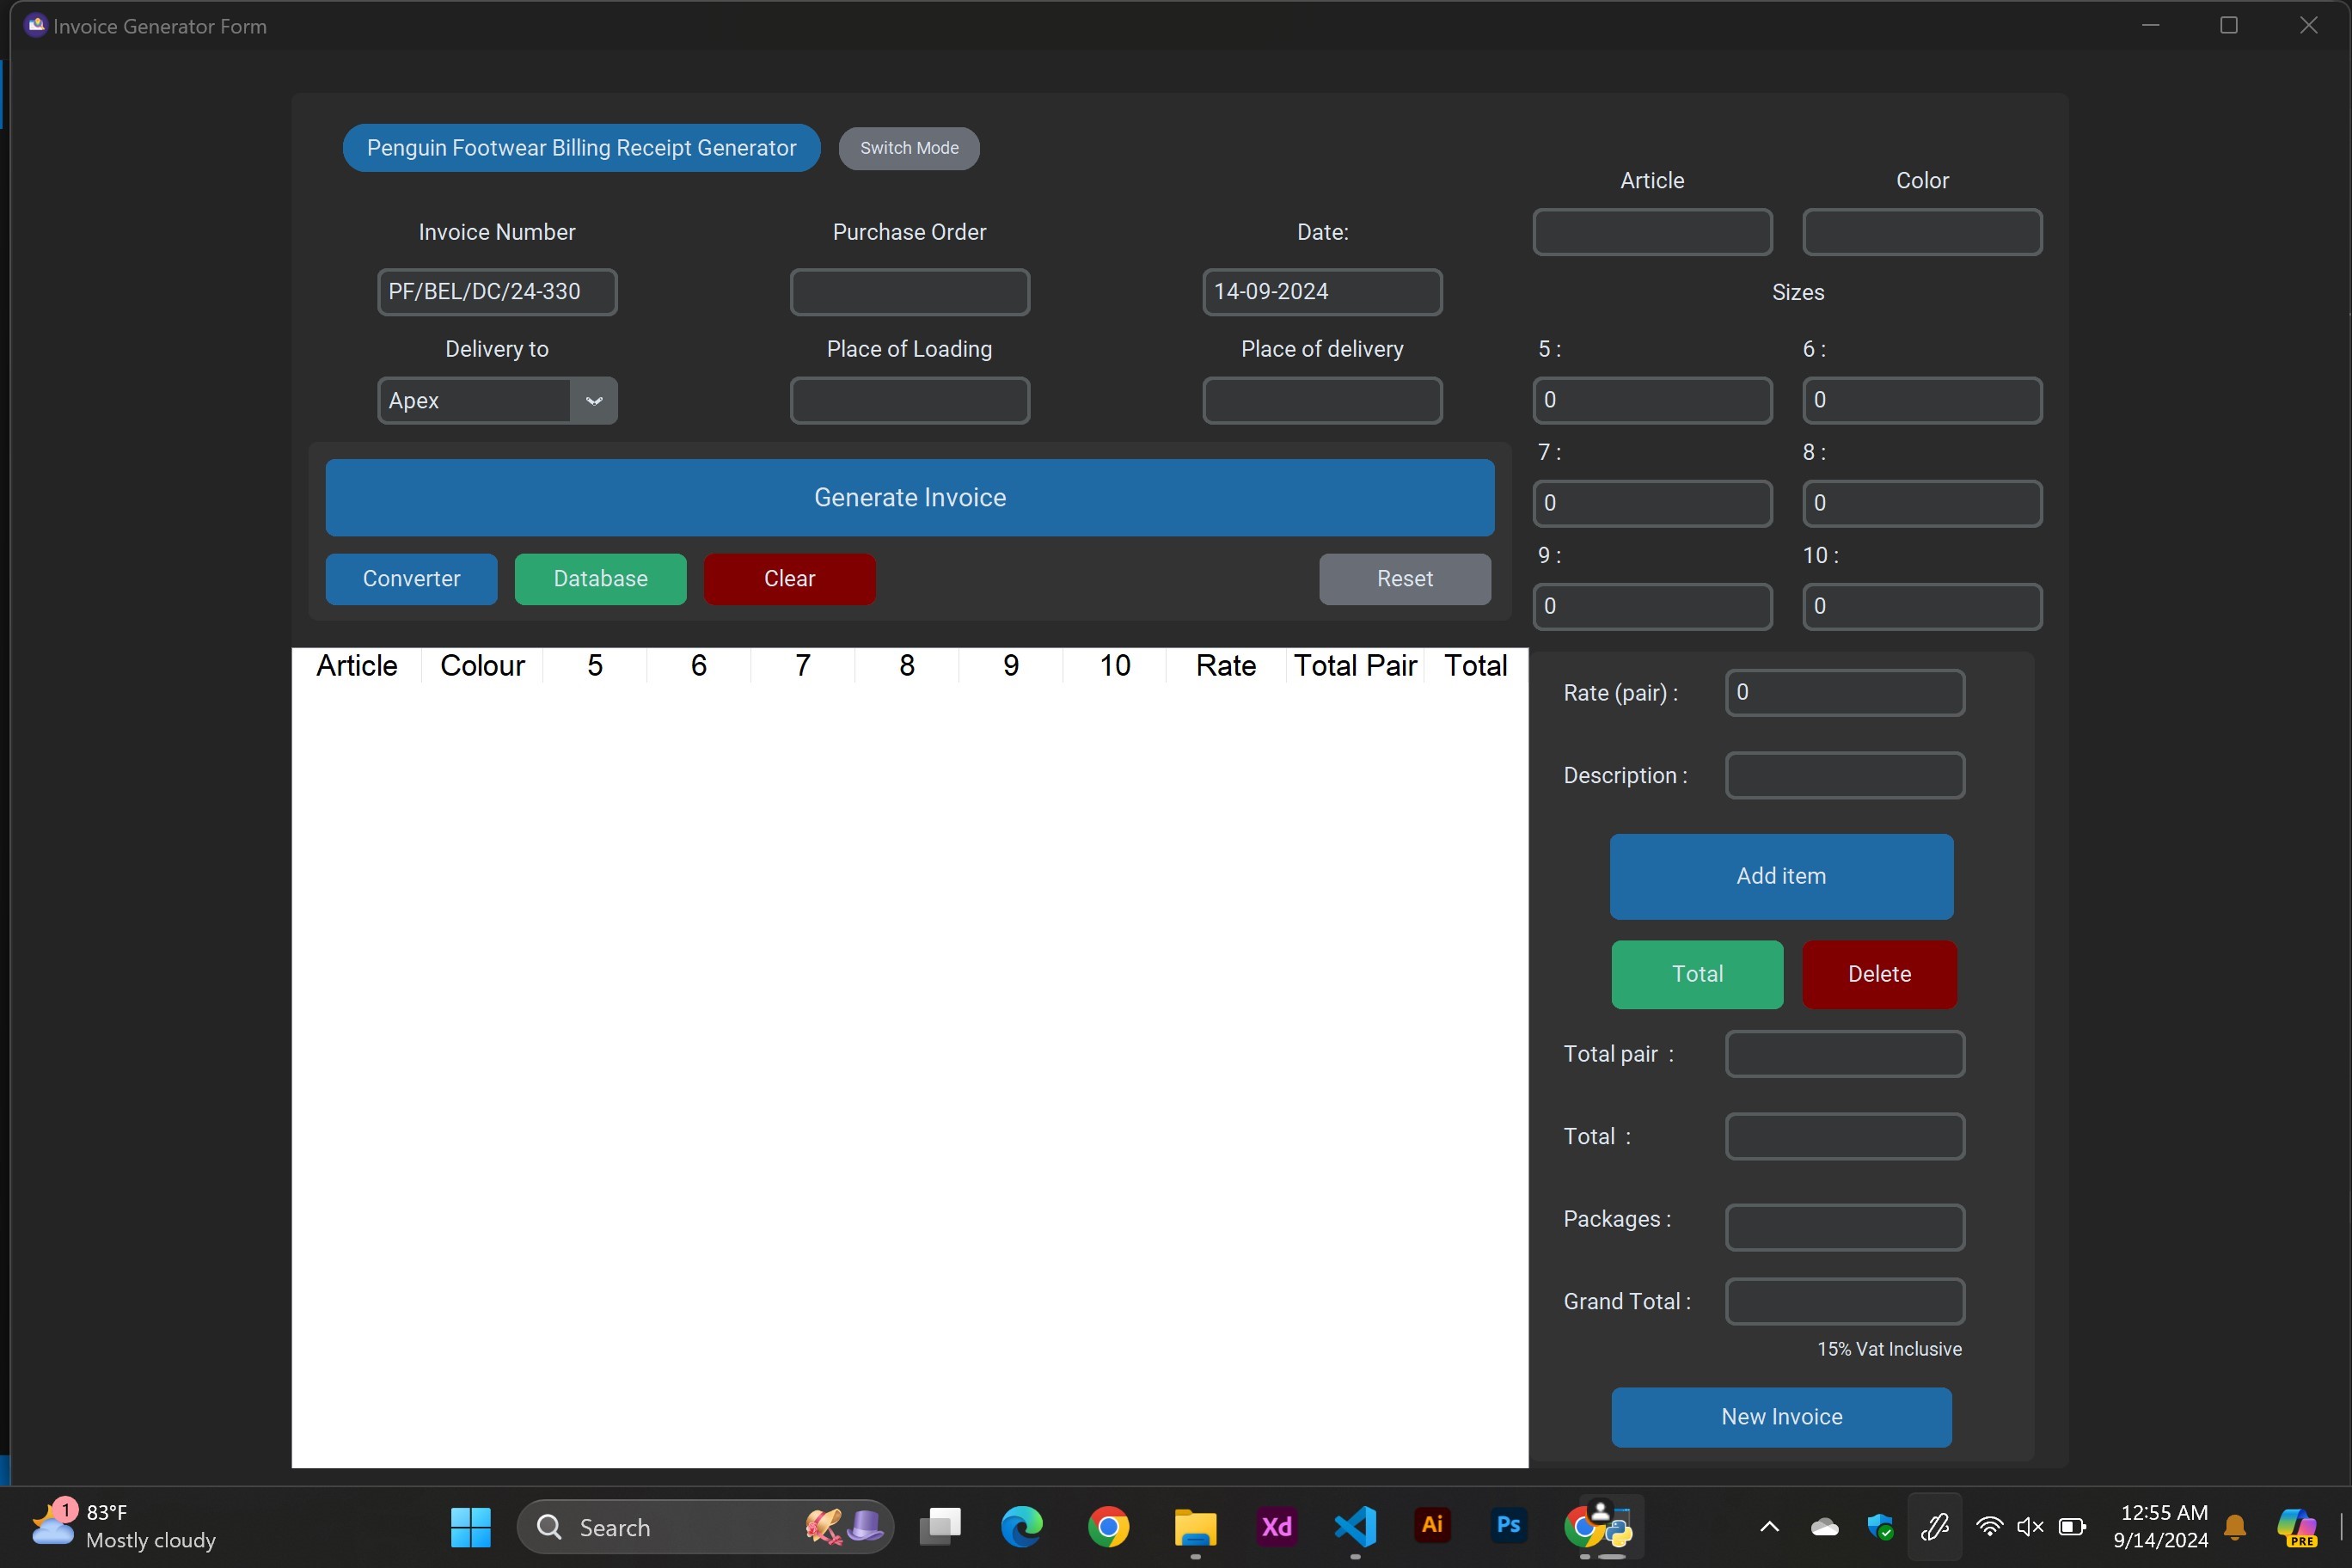 Invoice Generator Form
Penguin Footwear Billing Receipt Generator
Switch Mode
Article Color
Invoice Number Purchase Order Date:
PF/BEL/DC/24-330 14-09-2024
Sizes
Delivery to Place of Loading Place of delivery 5 : 6 :
Apex 0 0
7 : 8 :
Generate Invoice 0 0
9 : 10 :
Converter Database Clear Reset 0 0
Article Colour 5 6 7 8 9 10 Rate Total Pair Total
Rate (pair) : 0
Description :
Add item
Total Delete
Total pair :
Total :
Packages :
Grand Total :
15% Vat Inclusive
New Invoice
1 83°F
Mostly cloudy
Search
Xd
Ai
Ps
12:55 AM
9/14/2024
PRE